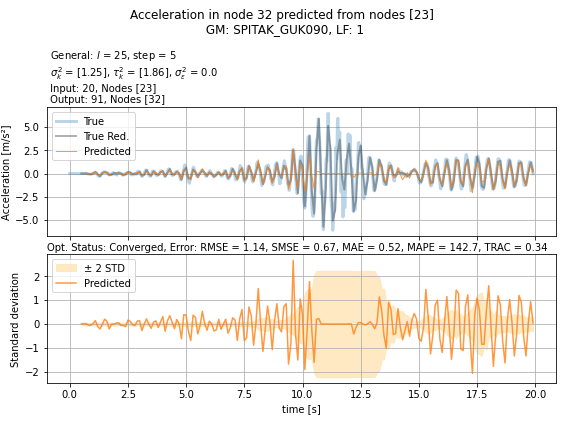 Acceleration in node 32 predicted from nodes [23]
GM: SPITAK_GUK090, LF: 1
General: l = 25, step = 5
σ²ₖ = [1.25], τ²ₖ = [1.86], σ²ₑ = 0.0
Input: 20, Nodes [23]
Output: 91, Nodes [32]
Acceleration [m/s²]
5.0
2.5
0.0
−2.5
−5.0
True
True Red.
Predicted
Opt. Status: Converged, Error: RMSE = 1.14, SMSE = 0.67, MAE = 0.52, MAPE = 142.7, TRAC = 0.34
Standard deviation
2
1
0
−1
−2
± 2 STD
Predicted
0.0 2.5 5.0 7.5 10.0 12.5 15.0 17.5 20.0
time [s]